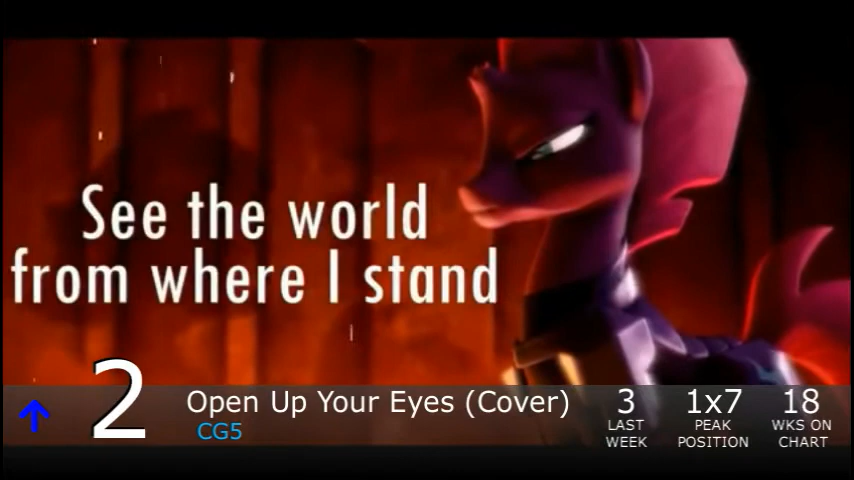 See the world
from where I stand
2
Open Up Your Eyes (Cover)
CG5
3
LAST
WEEK
1x7
PEAK
POSITION
18
WKS ON
CHART